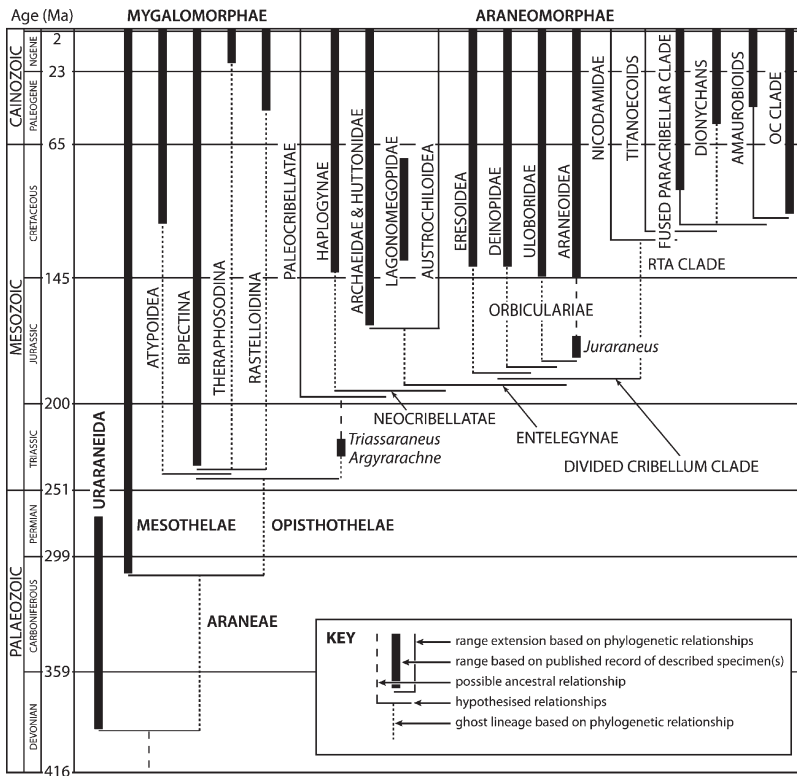 Age (Ma)
MYGALOMORPHAE
ARANEOMORPHAE
CAINOZOIC
MESOZOIC
PALAEOZOIC
NGENE
PALEOGENE
CRETACEOUS
JURASSIC
TRIASSIC
PERMIAN
CARBONIFEROUS
DEVONIAN
2
23
65
145
200
251
299
359
416
URARANEIDA
ATYPOIDEA
BIPECTINA
THERAPHOSODINA
RASTELLOIDINA
PALEOCRIBELLATAE
HAPLOGYNAE
ARCHAEIDAE & HUTTONIDAE
LAGONOMEGOPIDAE
AUSTROCHILOIDEA
ERESOIDEA
DEINOPIDAE
ULOBORIDAE
ARANEOIDEA
NICODAMIDAE
TITANOECOIDS
FUSED PARACRIBELLAR CLADE
DIONYCHANS
AMAUROBIOIDS
OC CLADE
RTA CLADE
ORBICULARIAE
Juraraneus
NEOCRIBELLATAE
ENTELEGYNAE
DIVIDED CRIBELLUM CLADE
Triassaraneus
Argyrarachne
MESOTHELAE
OPISTHOTHELAE
ARANEAE
KEY
range extension based on phylogenetic relationships
range based on published record of described specimen(s)
possible ancestral relationship
hypothesised relationships
ghost lineage based on phylogenetic relationship